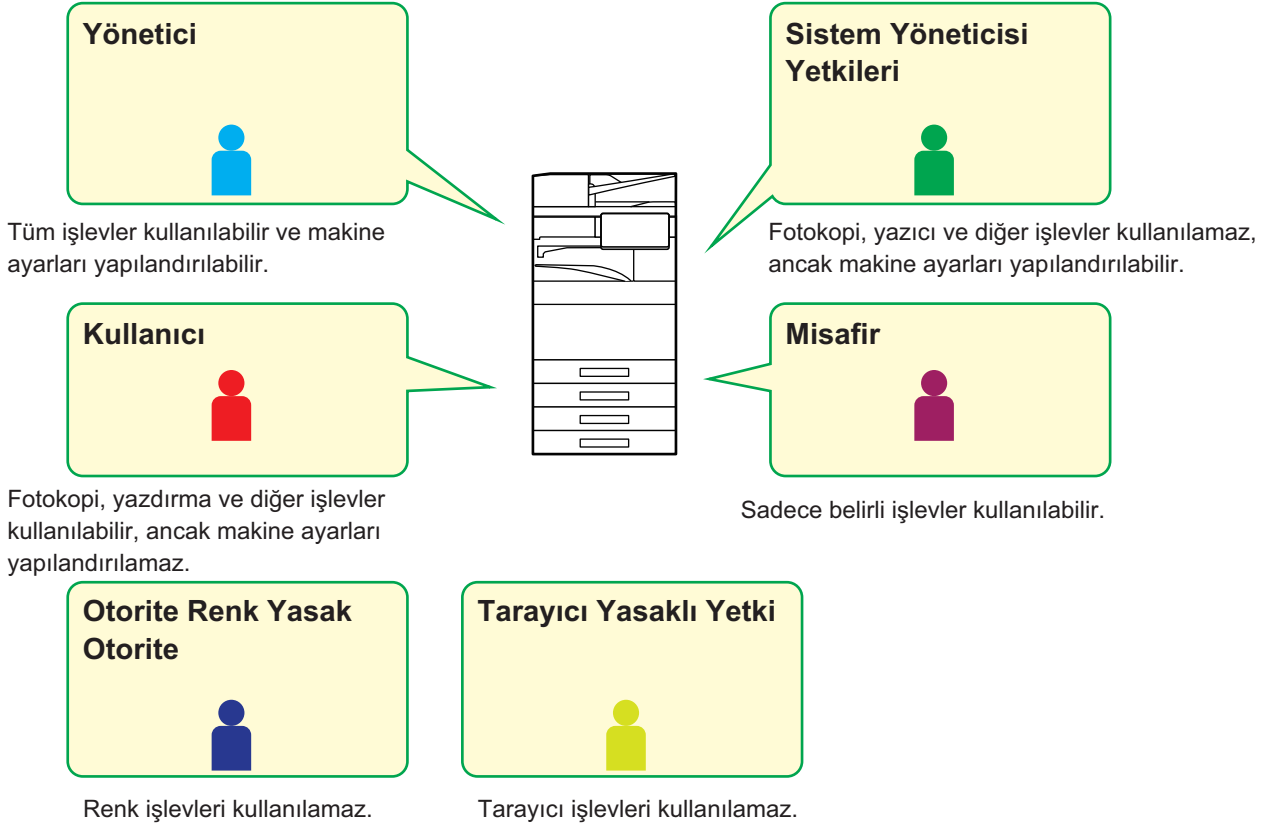 Yönetici
Tüm işlevler kullanılabilir ve makine
ayarları yapılandırılabilir.
Sistem Yöneticisi
Yetkileri
Fotokopi, yazıcı ve diğer işlevler kullanılamaz,
ancak makine ayarları yapılandırılabilir.
Kullanıcı
Fotokopi, yazdırma ve diğer işlevler
kullanılabilir, ancak makine ayarları
yapılandırılamaz.
Misafir
Sadece belirli işlevler kullanılabilir.
Otorite Renk Yasak
Otorite
Renk işlevleri kullanılamaz.
Tarayıcı Yasaklı Yetki
Tarayıcı işlevleri kullanılamaz.